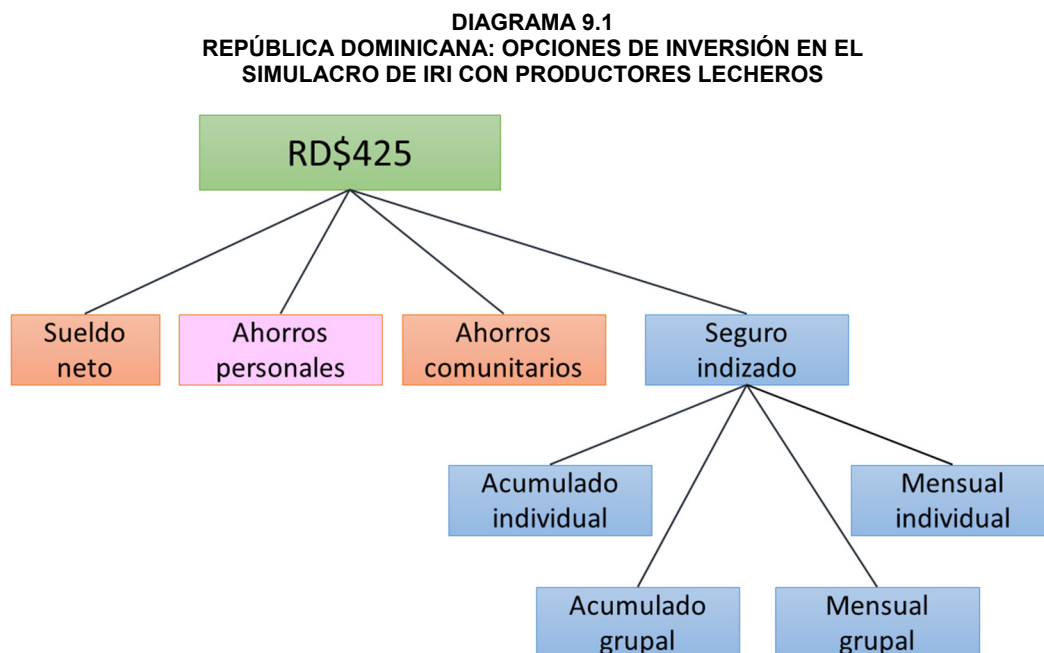 DIAGRAMA 9.1
REPÚBLICA DOMINICANA: OPCIONES DE INVERSIÓN EN EL
SIMULACRO DE IRI CON PRODUCTORES LECHEROS
RD$425
Sueldo
neto
Ahorros
personales
Ahorros
comunitarios
Seguro
indizado
Acumulado
individual
Mensual
individual
Acumulado
grupal
Mensual
grupal